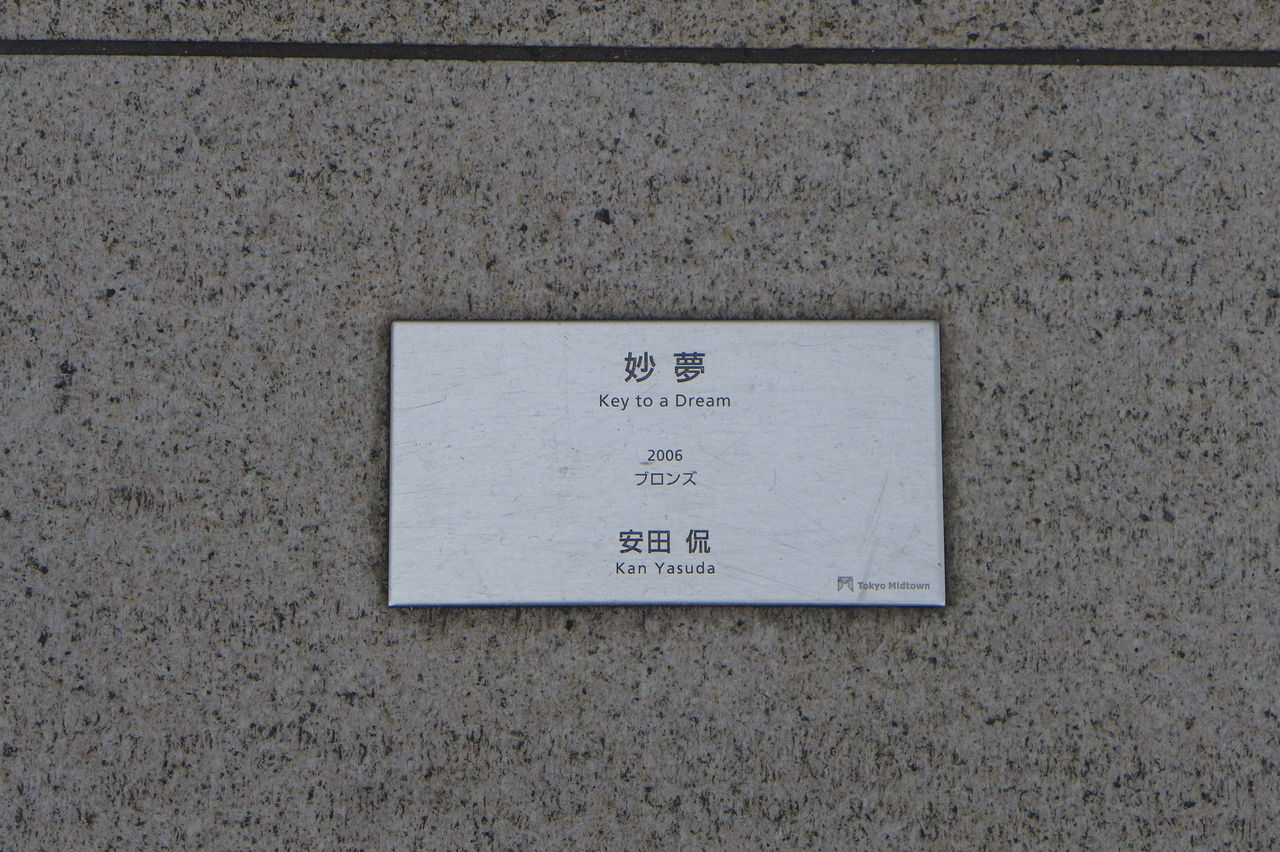 妙 夢
Key to a Dream
2006
ブロンズ
安田 侃
Kan Yasuda
Tokyo Midtown